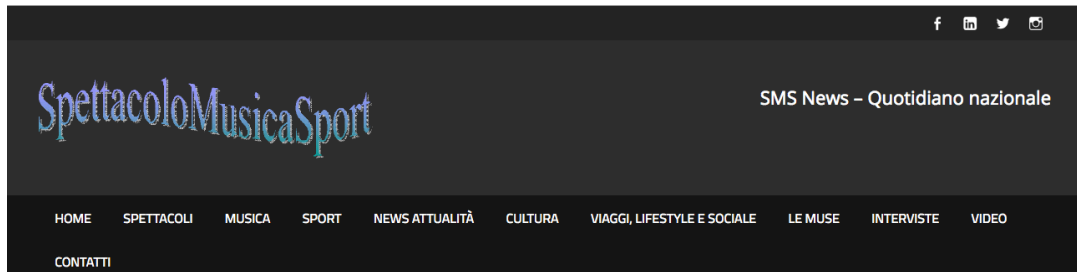 SpettacoloMusicaSport
SMS News – Quotidiano nazionale
HOME SPETTACOLI MUSICA SPORT NEWS ATTUALITÀ CULTURA VIAGGI, LIFESTYLE E SOCIALE LE MUSE INTERVISTE VIDEO
CONTATTI